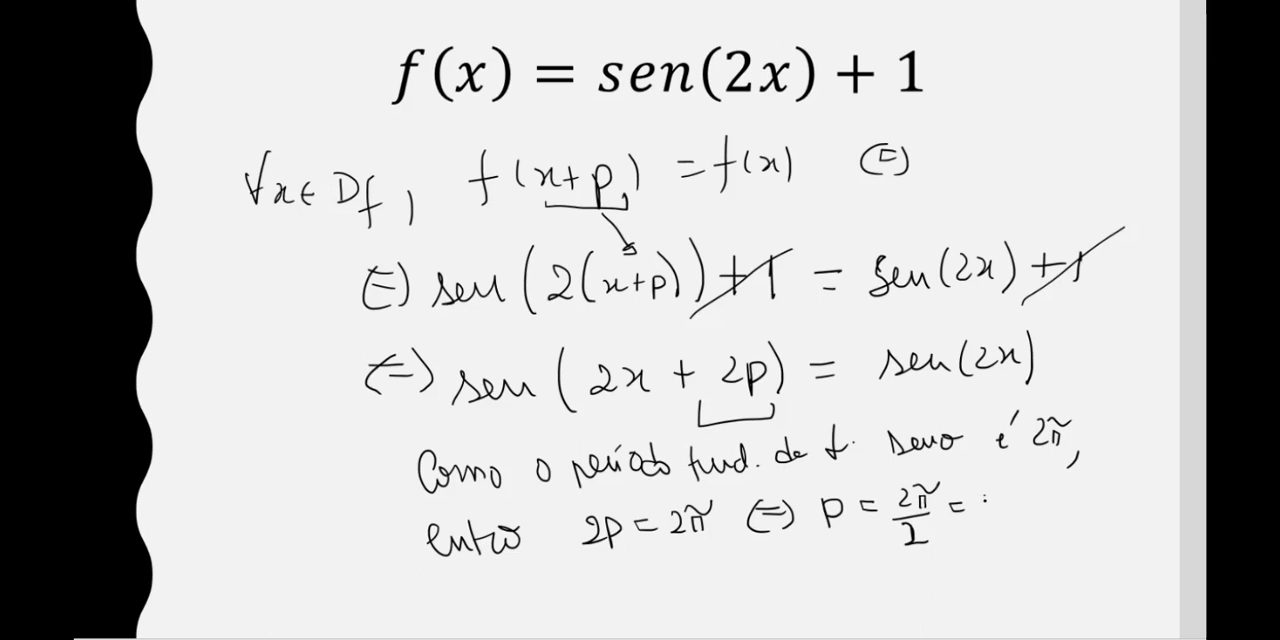 f(x) = sen(2x) + 1
∀x ∈ Df, f(x+p) = f(x) (=)
(=) sen(2(x+p)) + 1 = sen(2x) + 1
(=) sen(2x + 2p) = sen(2x)
Como o período fund. da f. seno é 2π,
então 2p = 2π (=) p = 2π/2 =